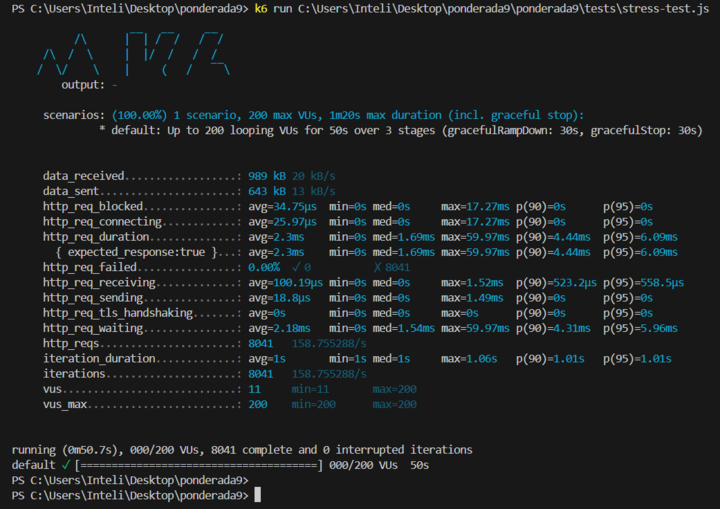 PS C:\Users\Inteli\Desktop\ponderada9> k6 run C:\Users\Inteli\Desktop\ponderada9\ponderada9\tests\stress-test.js
output: -
scenarios: (100.00%) 1 scenario, 200 max VUs, 1m20s max duration (incl. graceful stop):
* default: Up to 200 looping VUs for 50s over 3 stages (gracefulRampDown: 30s, gracefulStop: 30s)
data_received..................: 989 kB 20 kB/s
data_sent......................: 643 kB 13 kB/s
http_req_blocked...............: avg=34.75µs min=0s med=0s max=17.27ms p(90)=0s p(95)=0s
http_req_connecting............: avg=25.97µs min=0s med=0s max=17.27ms p(90)=0s p(95)=0s
http_req_duration..............: avg=2.3ms min=0s med=1.69ms max=59.97ms p(90)=4.44ms p(95)=6.09ms
{ expected_response:true }...: avg=2.3ms min=0s med=1.69ms max=59.97ms p(90)=4.44ms p(95)=6.09ms
http_req_failed................: 0.00% ✓ 0 ✗ 8041
http_req_receiving.............: avg=100.19µs min=0s med=0s max=1.52ms p(90)=523.2µs p(95)=558.5µs
http_req_sending...............: avg=18.8µs min=0s med=0s max=1.49ms p(90)=0s p(95)=0s
http_req_tls_handshaking.......: avg=0s min=0s med=0s max=0s p(90)=0s p(95)=0s
http_req_waiting...............: avg=2.18ms min=0s med=1.54ms max=59.97ms p(90)=4.31ms p(95)=5.96ms
http_reqs......................: 8041 158.755288/s
iteration_duration.............: avg=1s min=1s med=1s max=1.06s p(90)=1.01s p(95)=1.01s
iterations.....................: 8041 158.755288/s
vus............................: 11 min=11 max=200
vus_max........................: 200 min=200 max=200
running (0m50.7s), 000/200 VUs, 8041 complete and 0 interrupted iterations
default ✓ [======================================] 000/200 VUs 50s
PS C:\Users\Inteli\Desktop\ponderada9>
PS C:\Users\Inteli\Desktop\ponderada9>